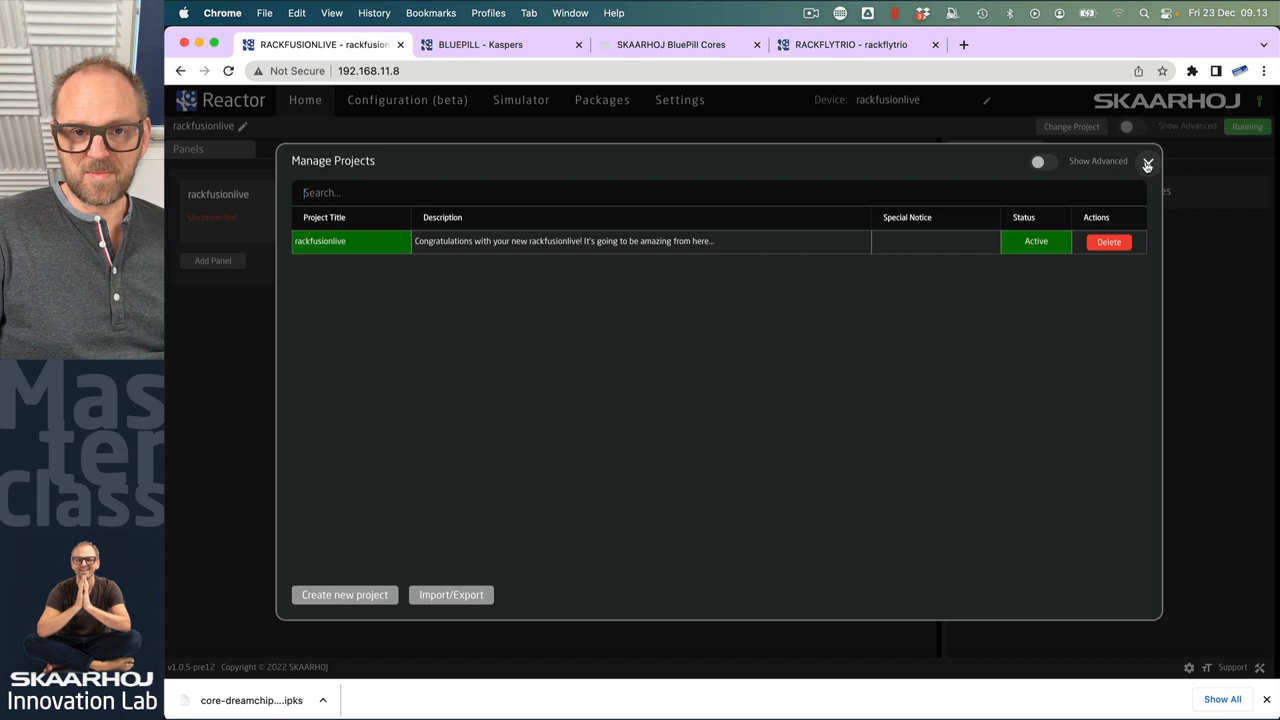 Chrome File Edit View History Bookmarks Profiles Tab Window Help Fri 23 Dec 09.13
RACKFUSIONLIVE - rackfusion BLUEPILL - Kaspers SKAARHOJ BluePill Cores RACKFLYTRIO - rackflytrio
Not Secure 192.168.11.8
Reactor Home Configuration (beta) Simulator Packages Settings Device: rackfusionlive SKAARHOJ
rackfusionlive Change Project Show Advanced Running
Panels
Manage Projects Show Advanced
rackfusionlive
Unconnected
Add Panel
Search...
Project Title Description Special Notice Status Actions
rackfusionlive Congratulations with your new rackfusionlive! It's going to be amazing from here... Active Delete
Create new project Import/Export
v1.0.5-pre12 Copyright © 2022 SKAARHOJ Support
core-dreamchip....ipks Show All
Mas
ter
Class
SKAARHOJ
Innovation Lab